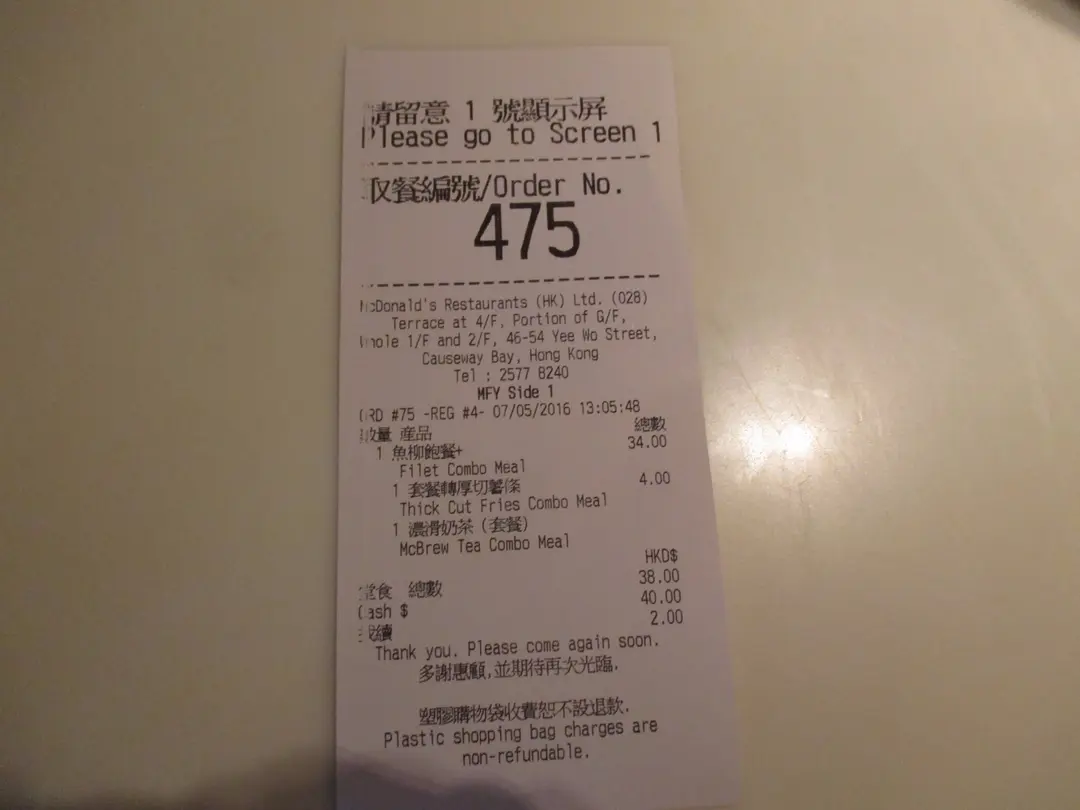 請留意 1 號顯示屏
Please go to Screen 1
取餐編號/Order No.
475
McDonald's Restaurants (HK) Ltd. (028)
Terrace at 4/F, Portion of G/F,
Whole 1/F and 2/F, 46-54 Yee Wo Street,
Causeway Bay, Hong Kong
Tel : 2577 8240
MFY Side 1
ORD #75 -REG #4- 07/05/2016 13:05:48
數量 產品 總數
1 魚柳飽餐+ 34.00
Filet Combo Meal
1 套餐轉厚切薯條 4.00
Thick Cut Fries Combo Meal
1 濃滑奶茶 (套餐)
McBrew Tea Combo Meal
HKD$
堂食 總數 38.00
Cash $ 40.00
找續 2.00
Thank you. Please come again soon.
多謝惠顧,並期待再次光臨.
塑膠購物袋收費恕不設退款.
Plastic shopping bag charges are
non-refundable.